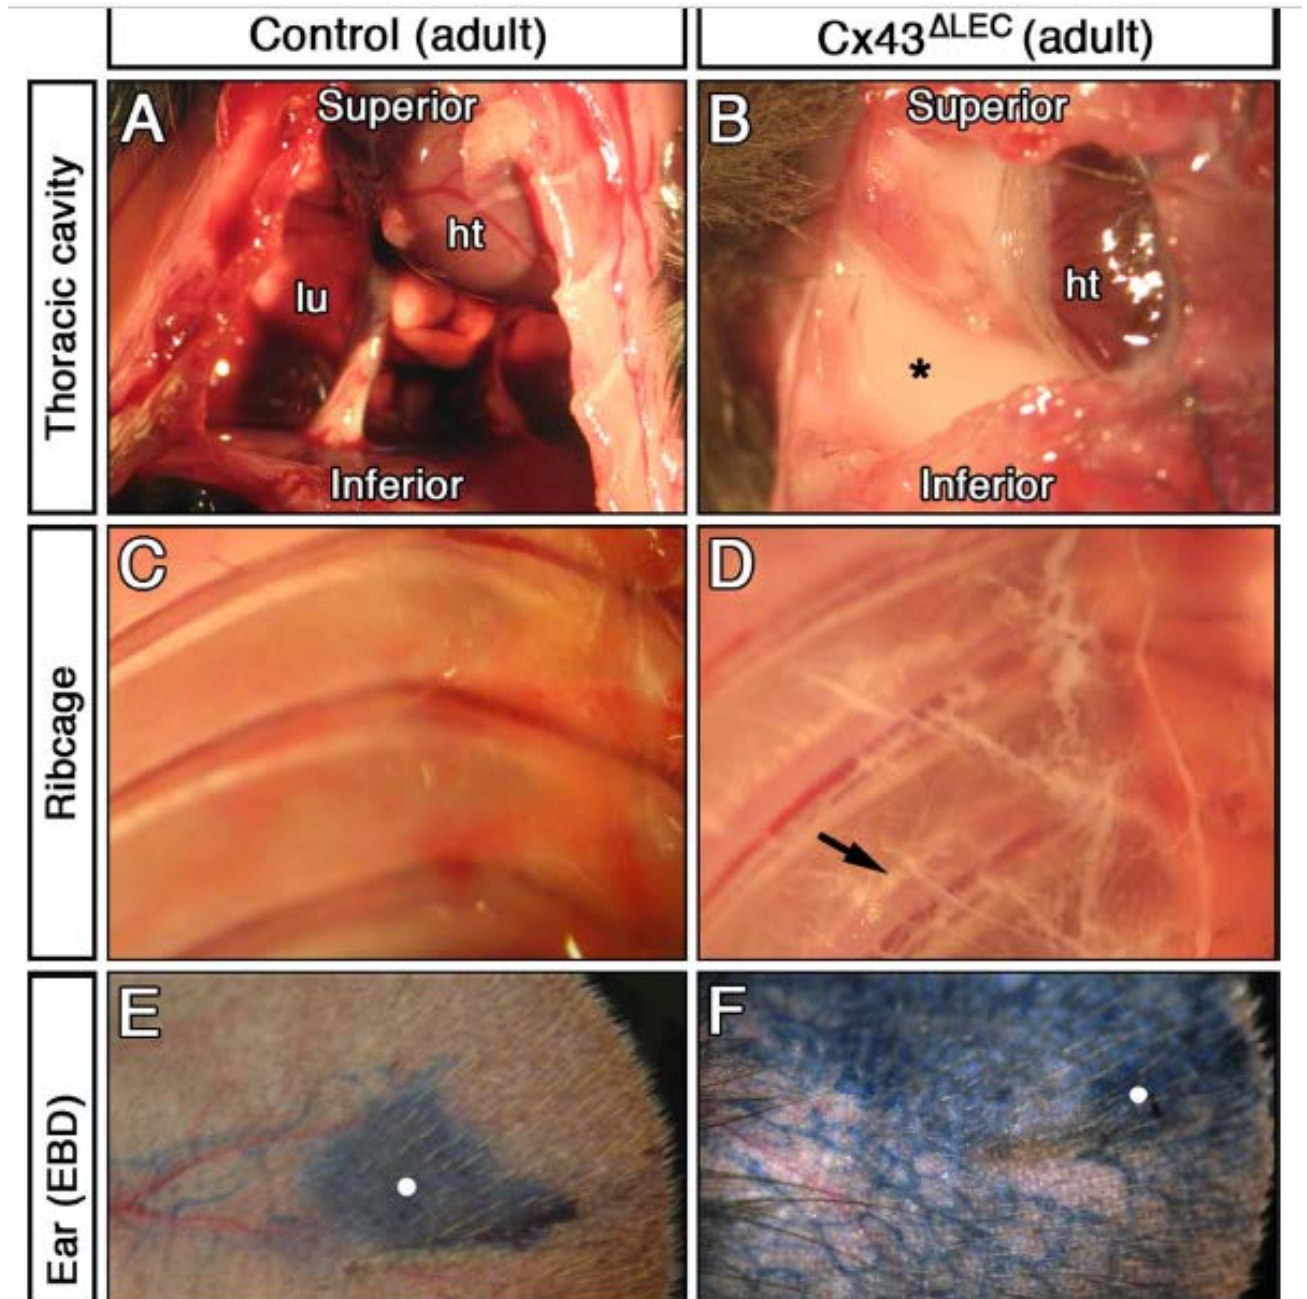 Control (adult)
Cx43ΔLEC (adult)
Thoracic cavity
A
Superior
ht
lu
Inferior
B
Superior
ht
*
Inferior
Ribcage
C
D
Ear (EBD)
E
F